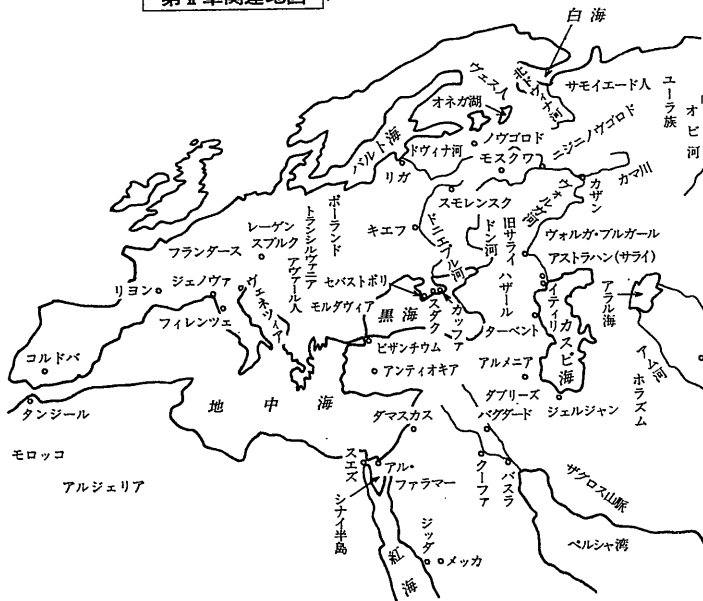 第Ⅱ章関連地図
白海
ヴェス人
北ドヴィナ河
サモイエード人
ユーラ族
オビ河
オネガ湖
ノヴゴロド
ニジニノヴゴロド
バルト海
ドヴィナ河
リガ
モスクワ
カマ川
カザン
ヴォルガ河
スモレンスク
ポーランド
キエフ
ドニエプル河
ドン河
旧サライ
ヴォルガ・ブルガール
アストラハン(サライ)
レーゲンスブルク
トランシルヴァニア
アヴァール人
フランダース
ハザール
イティリ
アラル海
セバストポリ
リヨン
ジェノヴァ
ヴェネツィア
モルダヴィア
黒海
スダク
カッファ
ターベント
カスピ海
アム河
ホラズム
フィレンツェ
ビザンチウム
コルドバ
アンティオキア
アルメニア
タブリーズ
ジェルジャン
タンジール
地中海
ダマスカス
バグダード
モロッコ
アルジェリア
スエズ
アル・ファラマー
クーファ
バスラ
ザグロス山脈
シナイ半島
ジッダ
メッカ
紅海
ペルシャ湾